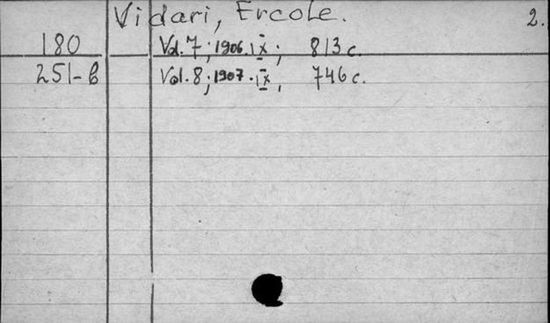 Vidari, Ercole. 2.
180 Vol. 7; 1906. IX; 813 c.
251-b Vol. 8; 1907. IX; 746 c.